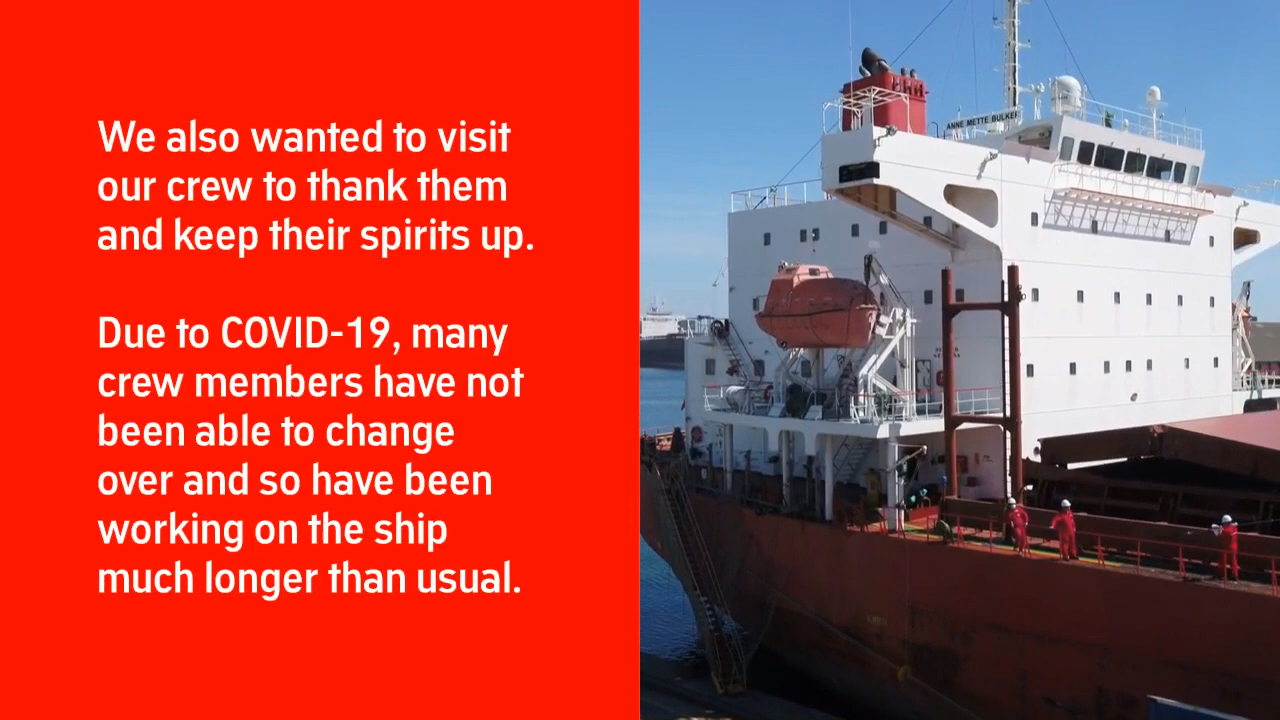 We also wanted to visit
our crew to thank them
and keep their spirits up.
Due to COVID-19, many
crew members have not
been able to change
over and so have been
working on the ship
much longer than usual.
ANNE METTE BULKER